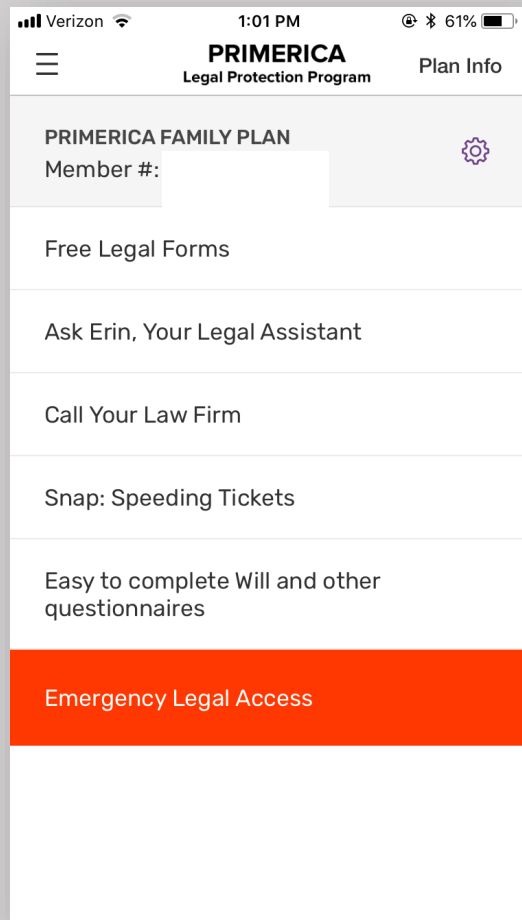 Verizon 1:01 PM 61%
PRIMERICA
Legal Protection Program
Plan Info
PRIMERICA FAMILY PLAN
Member #:
Free Legal Forms
Ask Erin, Your Legal Assistant
Call Your Law Firm
Snap: Speeding Tickets
Easy to complete Will and other
questionnaires
Emergency Legal Access